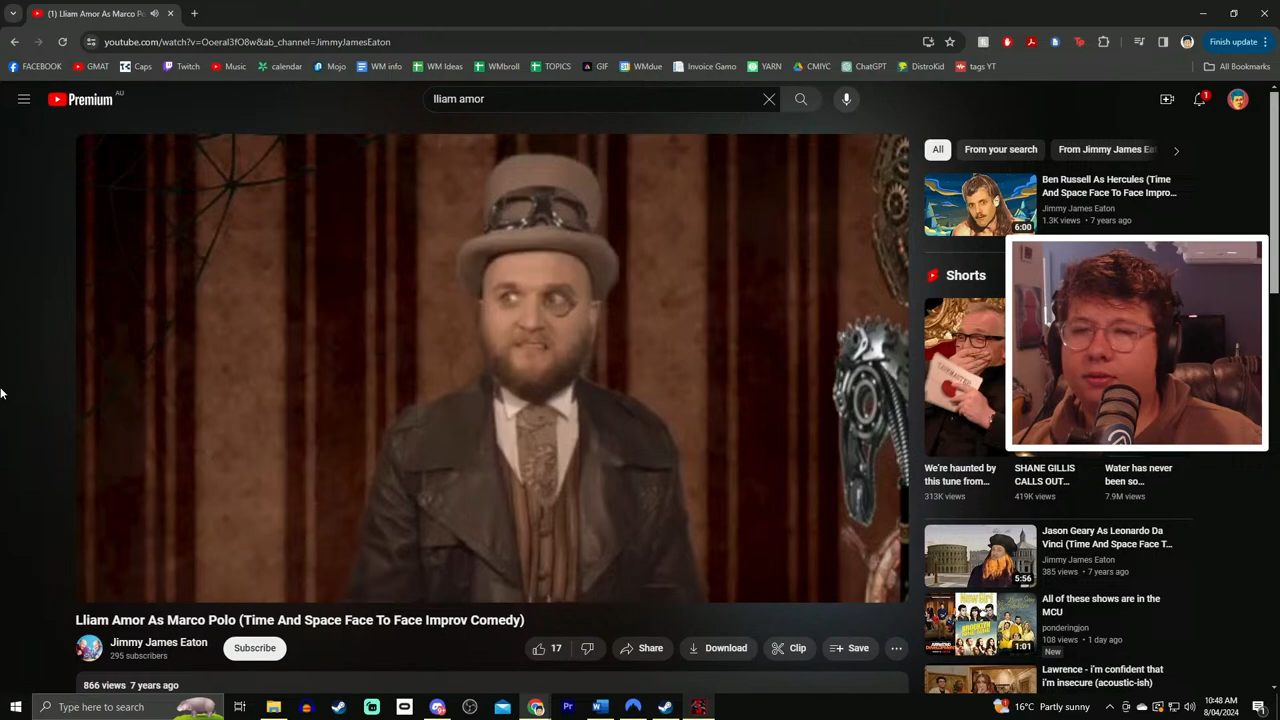 (1) Lliam Amor As Marco Po
youtube.com/watch?v=Ooeral3fO8w&ab_channel=JimmyJamesEaton
Finish update
FACEBOOK
GMAT
Caps
Twitch
Music
calendar
Mojo
WM info
WM Ideas
WMbroll
TOPICS
GIF
WMdue
Invoice Gamo
YARN
CMIYC
ChatGPT
DistroKid
tags YT
All Bookmarks
Premium AU
lliam amor
1
All
From your search
From Jimmy James Eat
Ben Russell As Hercules (Time
And Space Face To Face Impro...
Jimmy James Eaton
1.3K views • 7 years ago
6:00
Shorts
TASKMASTER
We're haunted by
this tune from...
313K views
SHANE GILLIS
CALLS OUT...
419K views
Water has never
been so...
7.9M views
Jason Geary As Leonardo Da
Vinci (Time And Space Face T...
Jimmy James Eaton
385 views • 7 years ago
5:56
All of these shows are in the
MCU
ponderingjon
108 views • 1 day ago
New
1:01
Lawrence - i'm confident that
i'm insecure (acoustic-ish)
Lliam Amor As Marco Polo (Time And Space Face To Face Improv Comedy)
Jimmy James Eaton
295 subscribers
Subscribe
17
Share
Download
Clip
Save
866 views 7 years ago
Type here to search
16°C Partly sunny
10:48 AM
8/04/2024